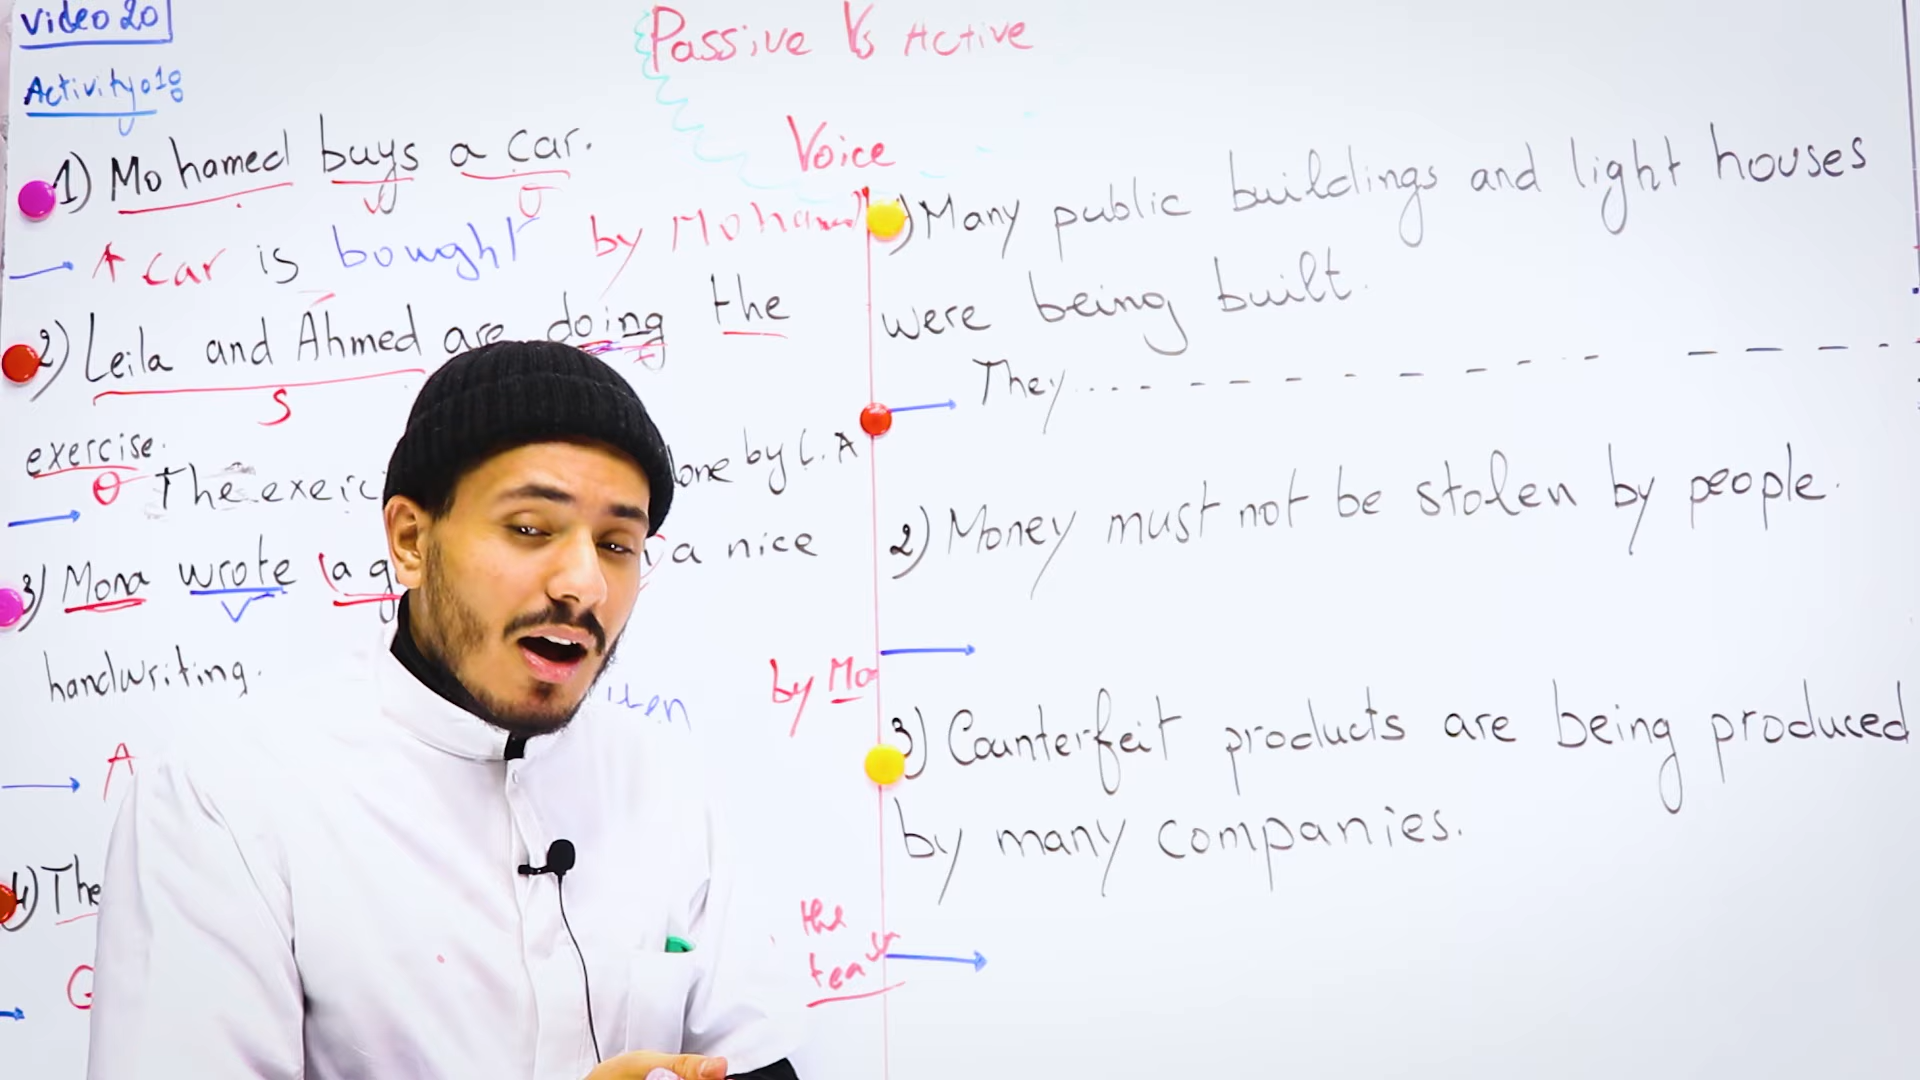 Video 20
Activity 01:
Passive Vs Active
Voice
1) Mohamed buys a car.
→ A car is bought by Mohamed
2) Leila and Ahmed are doing the
S
exercise.
O
→ The exerc done by L. A
3) Mona wrote (a g a nice
V
handwriting.
by Mo
→ A
4) The
the
tea
→ G
1) Many public buildings and light houses
were being built.
→ They ... - - - - - - - - - - - -
2) Money must not be stolen by people.
→
3) Counterfeit products are being produced
by many companies.
→